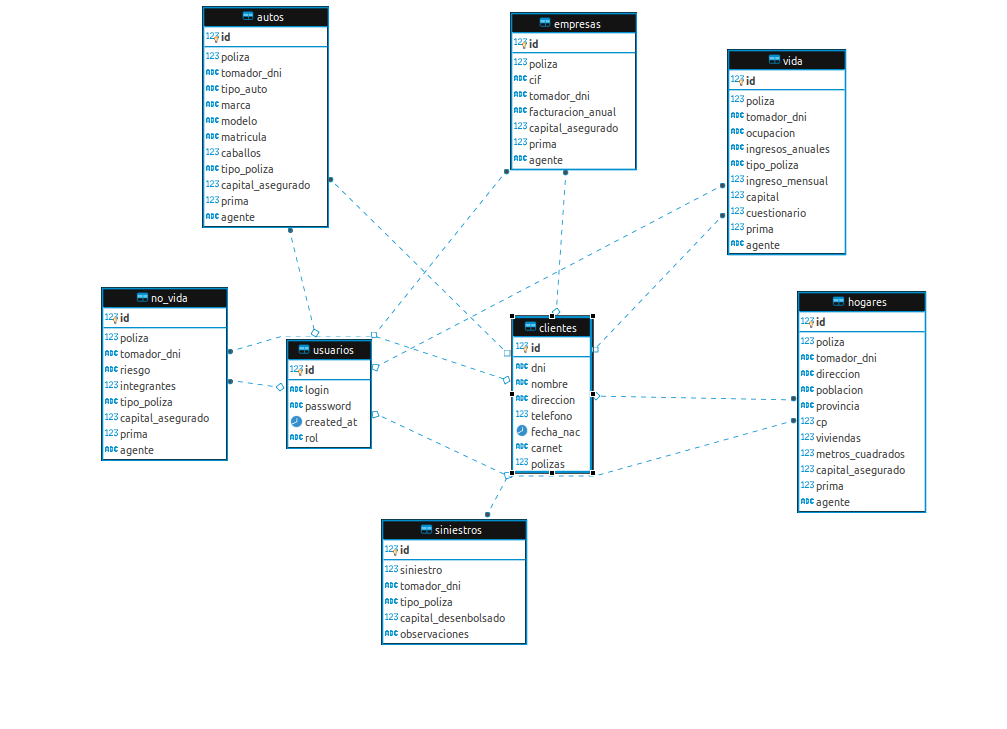 autos
123 id
123 poliza
ABC tomador_dni
ABC tipo_auto
ABC marca
ABC modelo
ABC matricula
123 caballos
123 tipo_poliza
123 capital_asegurado
123 prima
ABC agente
empresas
123 id
123 poliza
ABC cif
ABC tomador_dni
ABC facturacion_anual
123 capital_asegurado
123 prima
ABC agente
vida
123 id
123 poliza
ABC tomador_dni
ABC ocupacion
ABC ingresos_anuales
ABC tipo_poliza
123 ingreso_mensual
123 capital
123 cuestionario
ABC prima
ABC agente
no_vida
123 id
123 poliza
ABC tomador_dni
ABC riesgo
123 integrantes
ABC tipo_poliza
123 capital_asegurado
123 prima
ABC agente
usuarios
123 id
ABC login
ABC password
created_at
ABC rol
clientes
123 id
ABC dni
ABC nombre
ABC direccion
123 telefono
fecha_nac
ABC carnet
123 polizas
hogares
123 id
123 poliza
ABC tomador_dni
ABC direccion
ABC poblacion
ABC provincia
123 cp
123 viviendas
123 metros_cuadrados
123 capital_asegurado
123 prima
ABC agente
siniestros
123 id
123 siniestro
ABC tomador_dni
ABC tipo_poliza
123 capital_desenbolsado
ABC observaciones